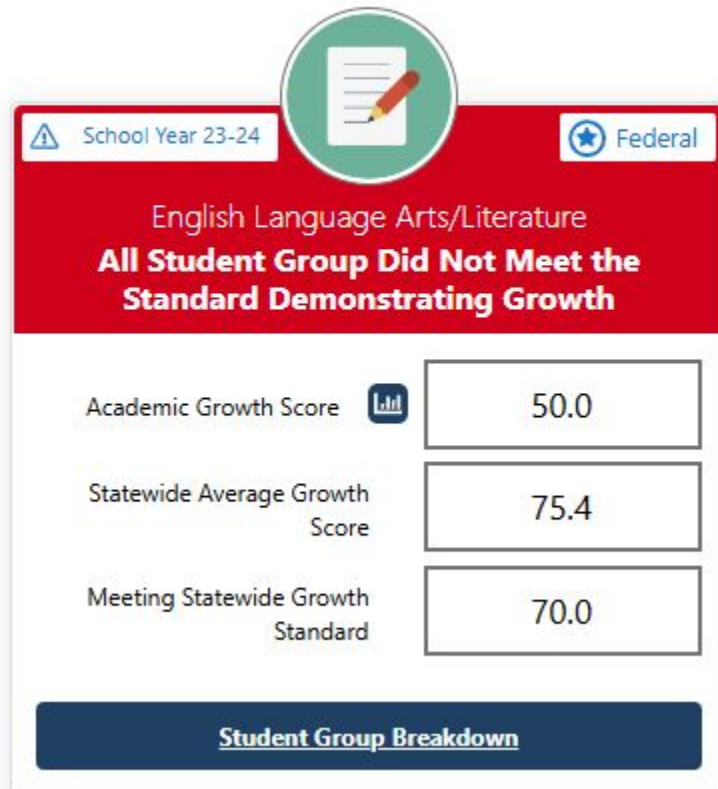 School Year 23-24
Federal
English Language Arts/Literature
All Student Group Did Not Meet the
Standard Demonstrating Growth
Academic Growth Score
50.0
Statewide Average Growth
Score
75.4
Meeting Statewide Growth
Standard
70.0
Student Group Breakdown